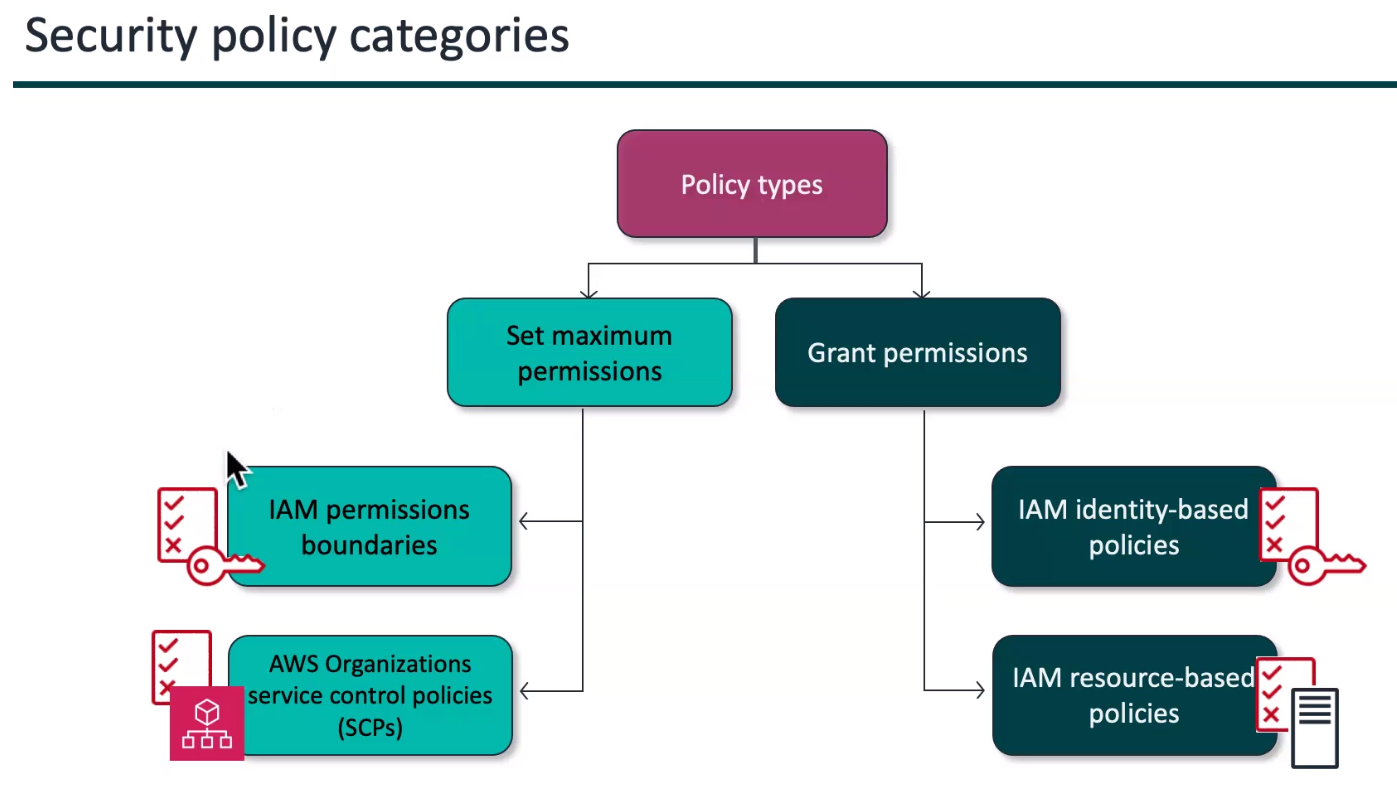 Security policy categories
Policy types
Set maximum
permissions
Grant permissions
IAM permissions
boundaries
IAM identity-based
policies
AWS Organizations
service control policies
(SCPs)
IAM resource-based
policies